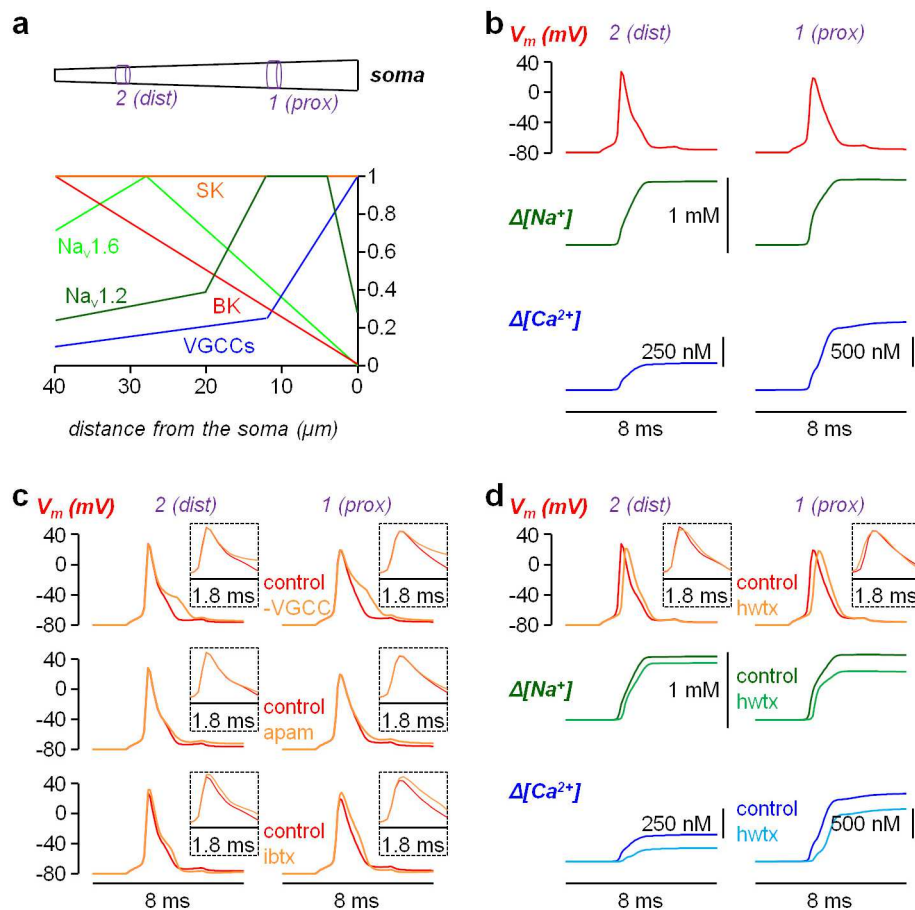 a
soma
2 (dist)
1 (prox)
SK
Nav1.6
Nav1.2
BK
VGCCs
1
0.8
0.6
0.4
0.2
0
40
30
20
10
0
distance from the soma (µm)
b
Vm (mV)
2 (dist)
1 (prox)
40
0
-40
-80
Δ[Na+]
1 mM
Δ[Ca2+]
250 nM
500 nM
8 ms
8 ms
c
Vm (mV)
2 (dist)
1 (prox)
40
0
-40
-80
1.8 ms
control
-VGCC
1.8 ms
40
0
-40
-80
1.8 ms
control
apam
1.8 ms
40
0
-40
-80
1.8 ms
control
ibtx
1.8 ms
8 ms
8 ms
d
Vm (mV)
2 (dist)
1 (prox)
40
0
-40
-80
1.8 ms
control
hwtx
1.8 ms
Δ[Na+]
1 mM
control
hwtx
Δ[Ca2+]
250 nM
control
hwtx
500 nM
8 ms
8 ms